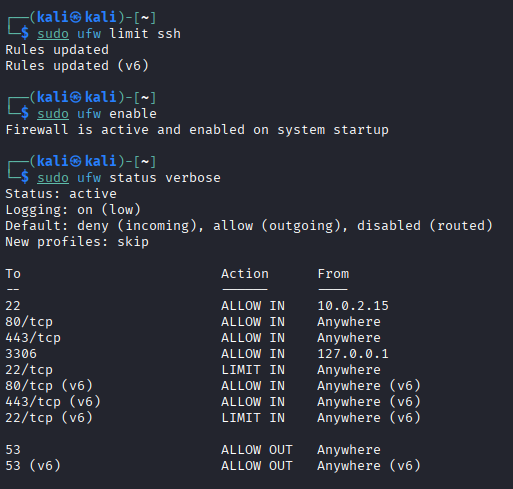 ┌──(kali㉿kali)-[~]
└─$ sudo ufw limit ssh
Rules updated
Rules updated (v6)
┌──(kali㉿kali)-[~]
└─$ sudo ufw enable
Firewall is active and enabled on system startup
┌──(kali㉿kali)-[~]
└─$ sudo ufw status verbose
Status: active
Logging: on (low)
Default: deny (incoming), allow (outgoing), disabled (routed)
New profiles: skip
To                         Action      From
--                         ------      ----
22                         ALLOW IN    10.0.2.15
80/tcp                     ALLOW IN    Anywhere
443/tcp                    ALLOW IN    Anywhere
3306                       ALLOW IN    127.0.0.1
22/tcp                     LIMIT IN    Anywhere
80/tcp (v6)                ALLOW IN    Anywhere (v6)
443/tcp (v6)               ALLOW IN    Anywhere (v6)
22/tcp (v6)                LIMIT IN    Anywhere (v6)
53                         ALLOW OUT   Anywhere
53 (v6)                    ALLOW OUT   Anywhere (v6)